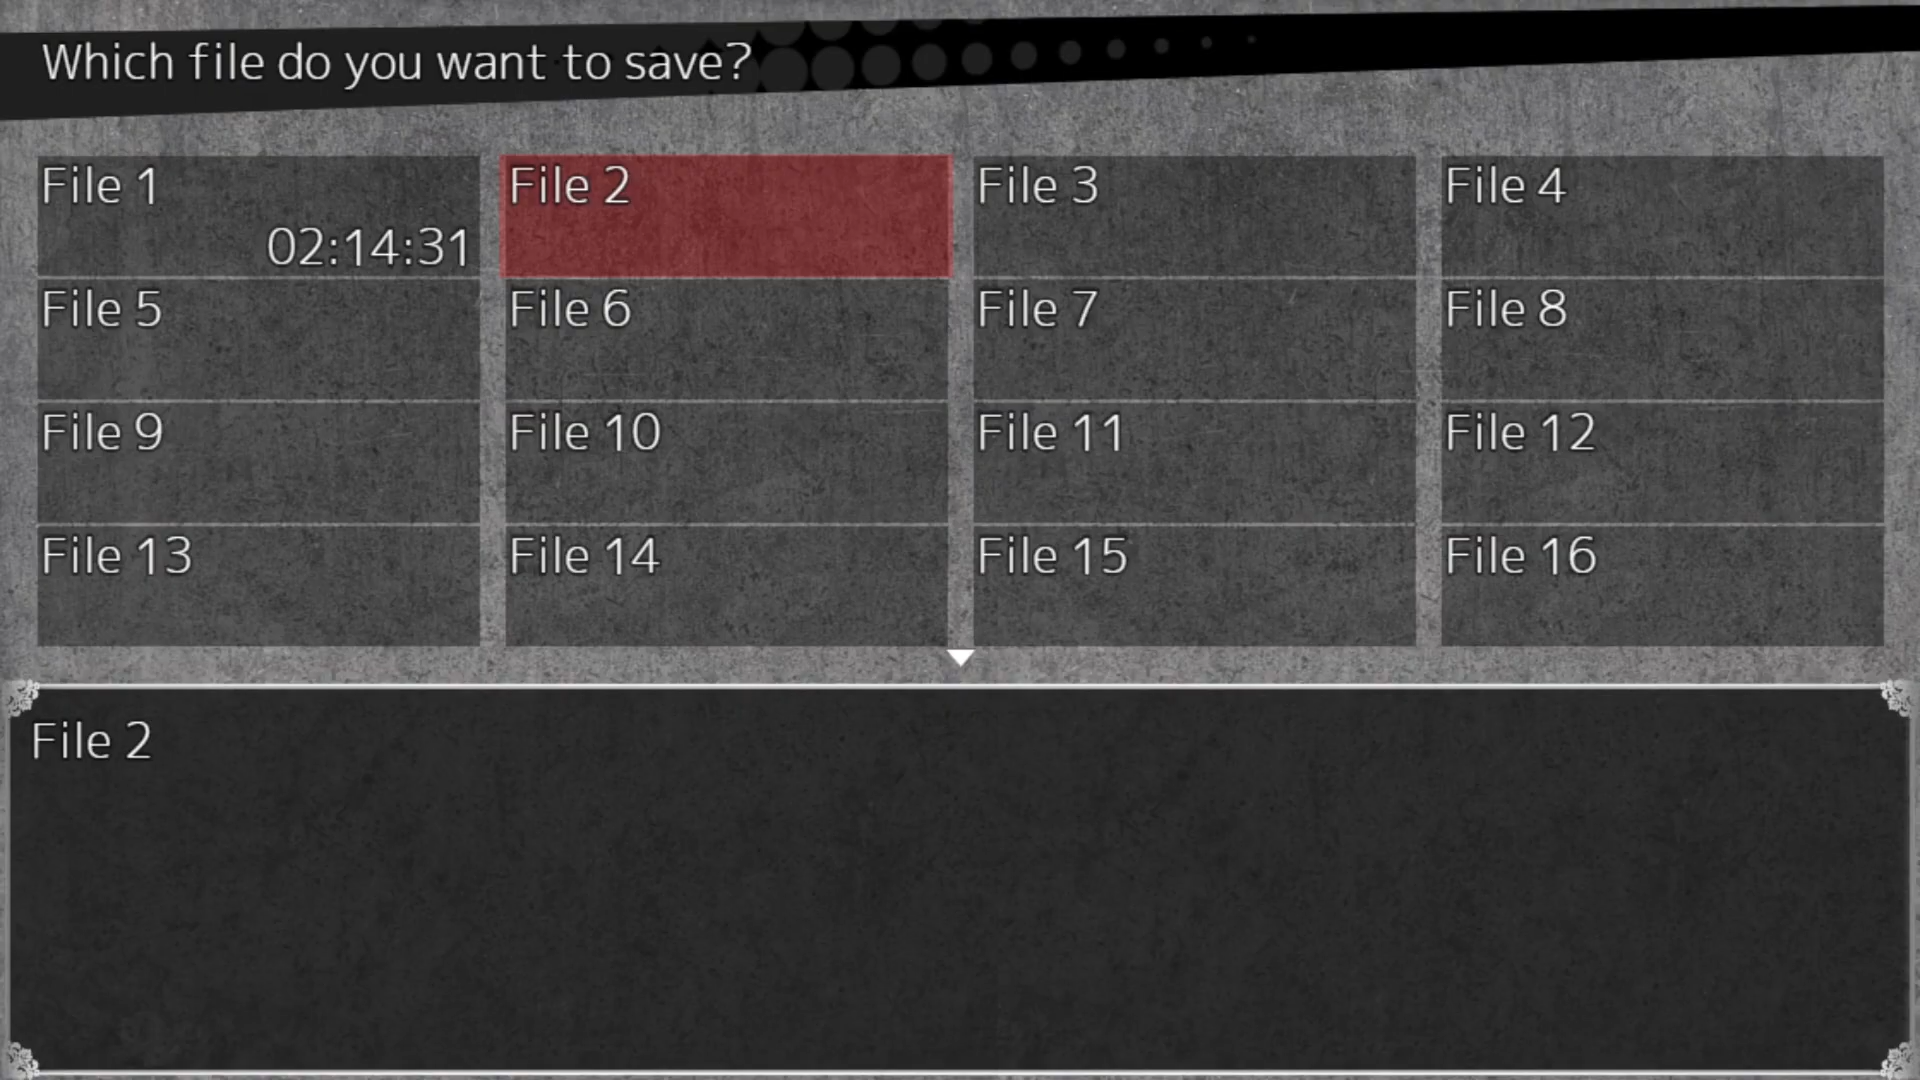 Which file do you want to save?
File 1
02:14:31
File 2
File 3
File 4
File 5
File 6
File 7
File 8
File 9
File 10
File 11
File 12
File 13
File 14
File 15
File 16
File 2